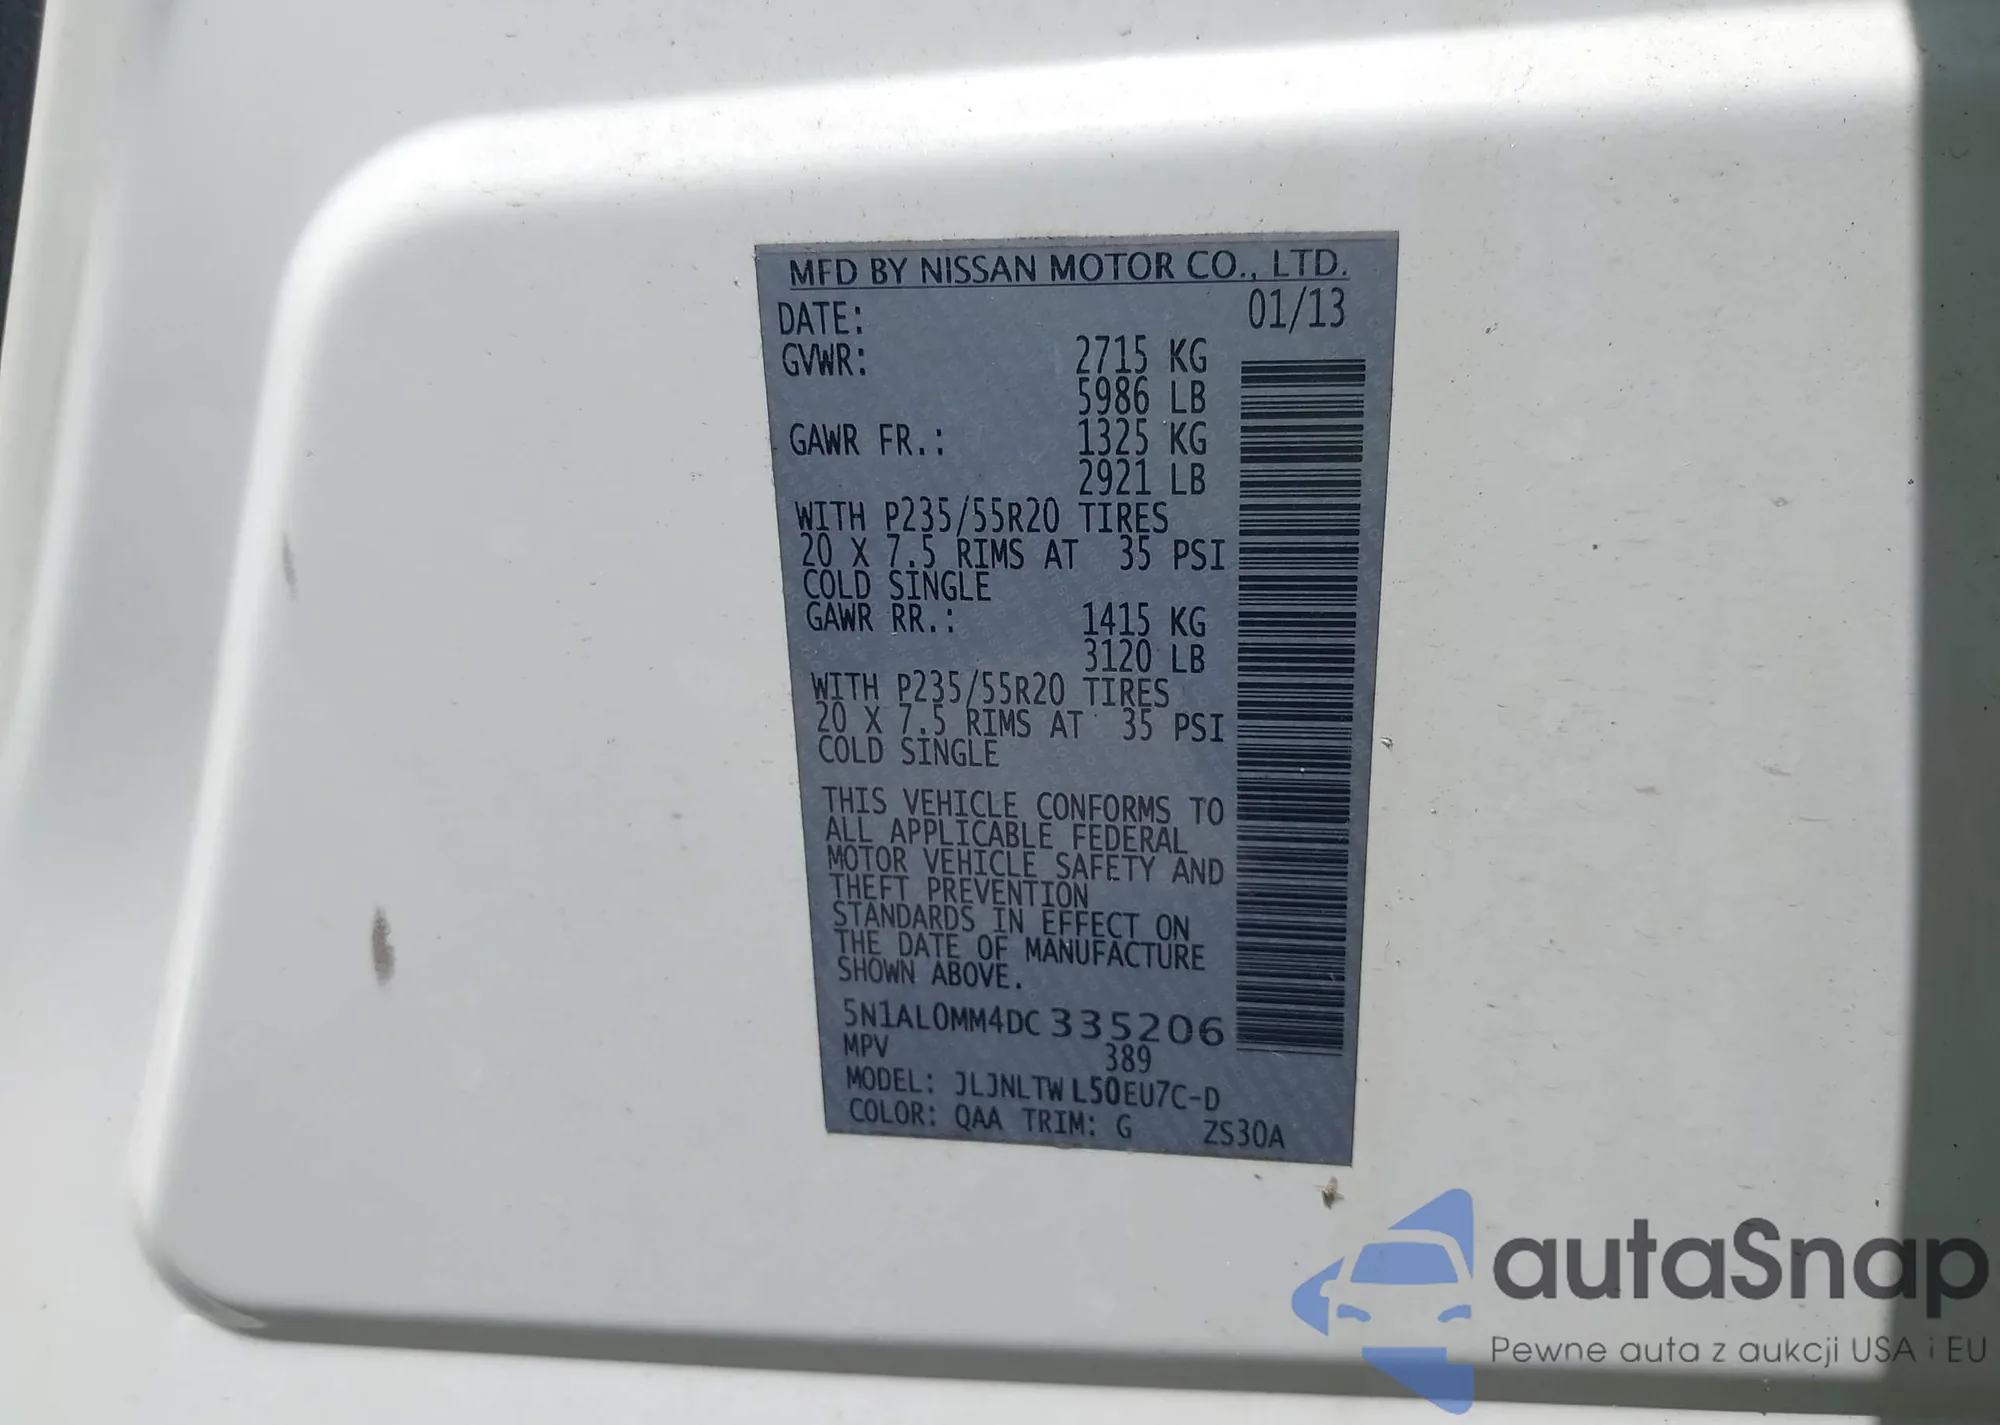 MFD BY NISSAN MOTOR CO., LTD.
DATE: 01/13
GVWR: 2715 KG
5986 LB
GAWR FR.: 1325 KG
2921 LB
WITH P235/55R20 TIRES
20 X 7.5 RIMS AT 35 PSI
COLD SINGLE
GAWR RR.: 1415 KG
3120 LB
WITH P235/55R20 TIRES
20 X 7.5 RIMS AT 35 PSI
COLD SINGLE
THIS VEHICLE CONFORMS TO
ALL APPLICABLE FEDERAL
MOTOR VEHICLE SAFETY AND
THEFT PREVENTION
STANDARDS IN EFFECT ON
THE DATE OF MANUFACTURE
SHOWN ABOVE.
5N1AL0MM4DC335206
MPV 389
MODEL: JLJNLTWL50EU7C-D
COLOR: QAA TRIM: G ZS30A
autaSnap
Pewne auta z aukcji USA i EU